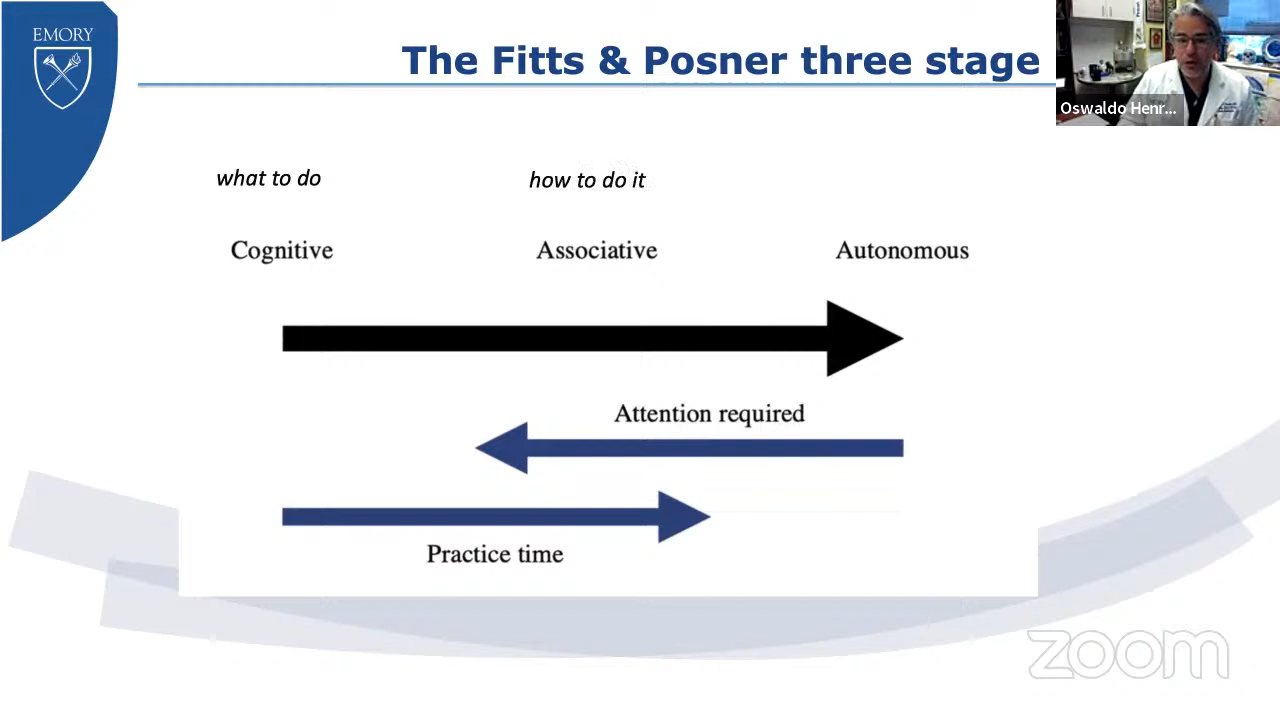 EMORY
The Fitts & Posner three stage
Oswaldo Henr...
what to do
how to do it
Cognitive
Associative
Autonomous
Attention required
Practice time
zoom